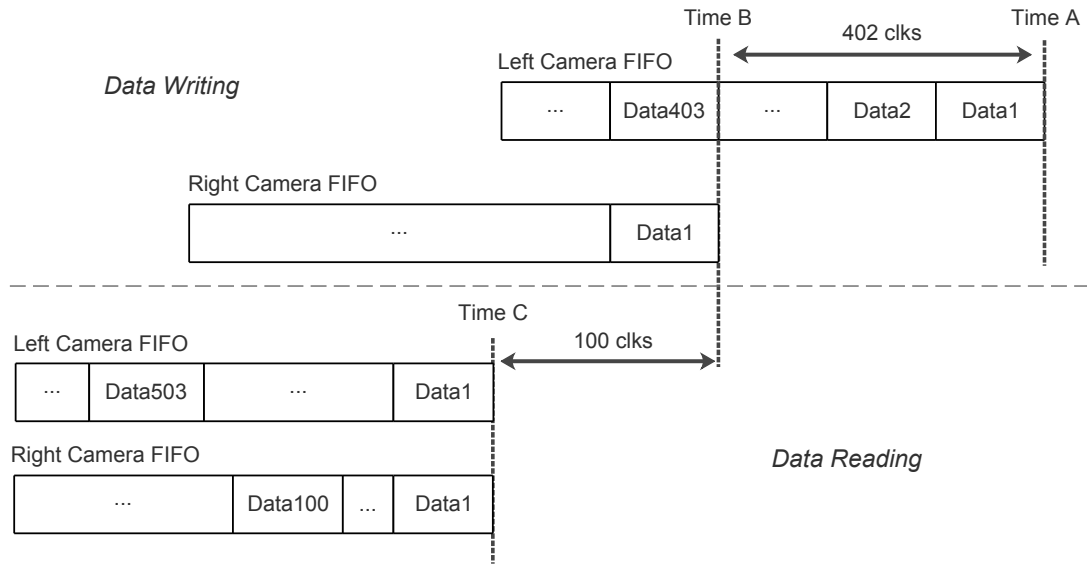 Time B Time A
402 clks
Left Camera FIFO
Data Writing
... Data403 ... Data2 Data1
Right Camera FIFO
... Data1
Time C
100 clks
Left Camera FIFO
... Data503 ... Data1
Right Camera FIFO
Data Reading
... Data100 ... Data1